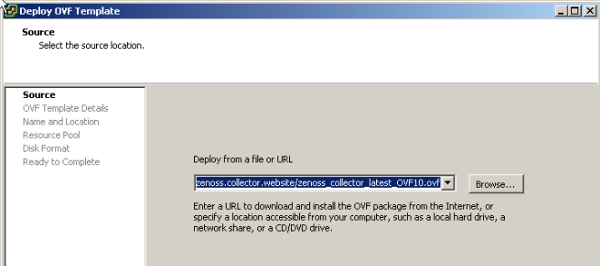 Deploy OVF Template
Source
Select the source location.
Source
OVF Template Details
Name and Location
Resource Pool
Disk Format
Ready to Complete
Deploy from a file or URL
zenoss.collector.website/zenoss_collector_latest_OVF10.ovf
Browse...
Enter a URL to download and install the OVF package from the Internet, or
specify a location accessible from your computer, such as a local hard drive, a
network share, or a CD/DVD drive.